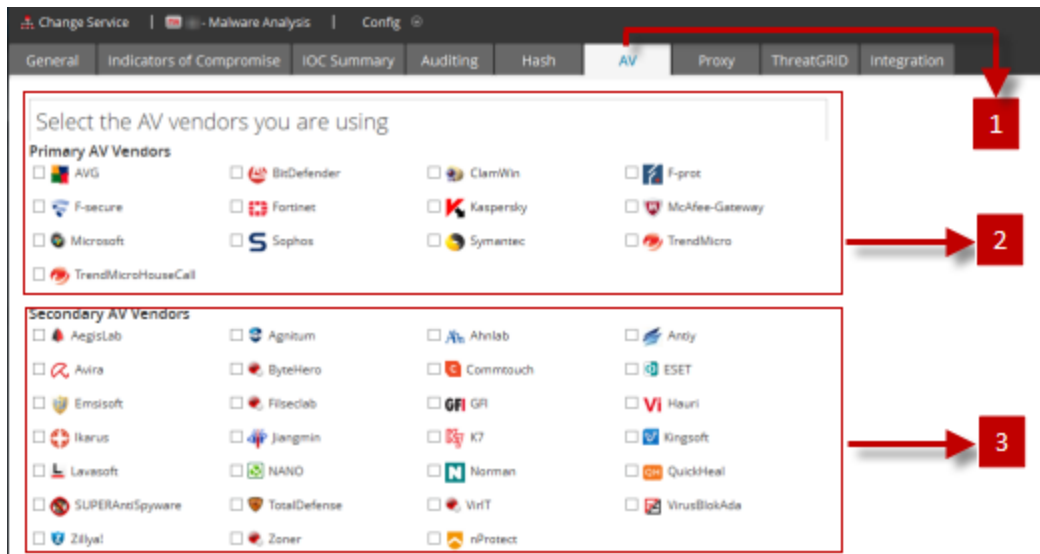 Change Service | - Malware Analysis | Config
General Indicators of Compromise IOC Summary Auditing Hash AV Proxy ThreatGRID Integration
1
Select the AV vendors you are using
Primary AV Vendors
AVG BitDefender ClamWin F-prot
F-secure Fortinet Kaspersky McAfee-Gateway
Microsoft Sophos Symantec TrendMicro
2
TrendMicroHouseCall
Secondary AV Vendors
AegisLab Agnitum Ahnlab Antiy
Avira ByteHero Commtouch ESET
Emsisoft Filseclab GFI GFI Vi Hauri
Ikarus Jiangmin K7 Kingsoft
3
Lavasoft NANO N Norman QH QuickHeal
SUPERAntiSpyware TotalDefense VirIT VirusBlokAda
Zillya! Zoner nProtect